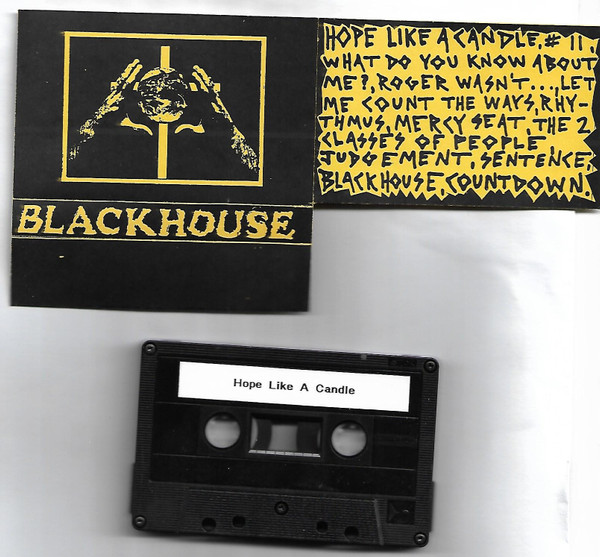 BLACKHOUSE
HOPE LIKE A CANDLE, # 11,
WHAT DO YOU KNOW ABOUT
ME?, ROGER WASN'T..., LET
ME COUNT THE WAYS, RHY-
THMUS, MERCY SEAT, THE 2
CLASSES OF PEOPLE,
JUDGEMENT, SENTENCE,
BLACKHOUSE, COUNTDOWN.
Hope Like A Candle